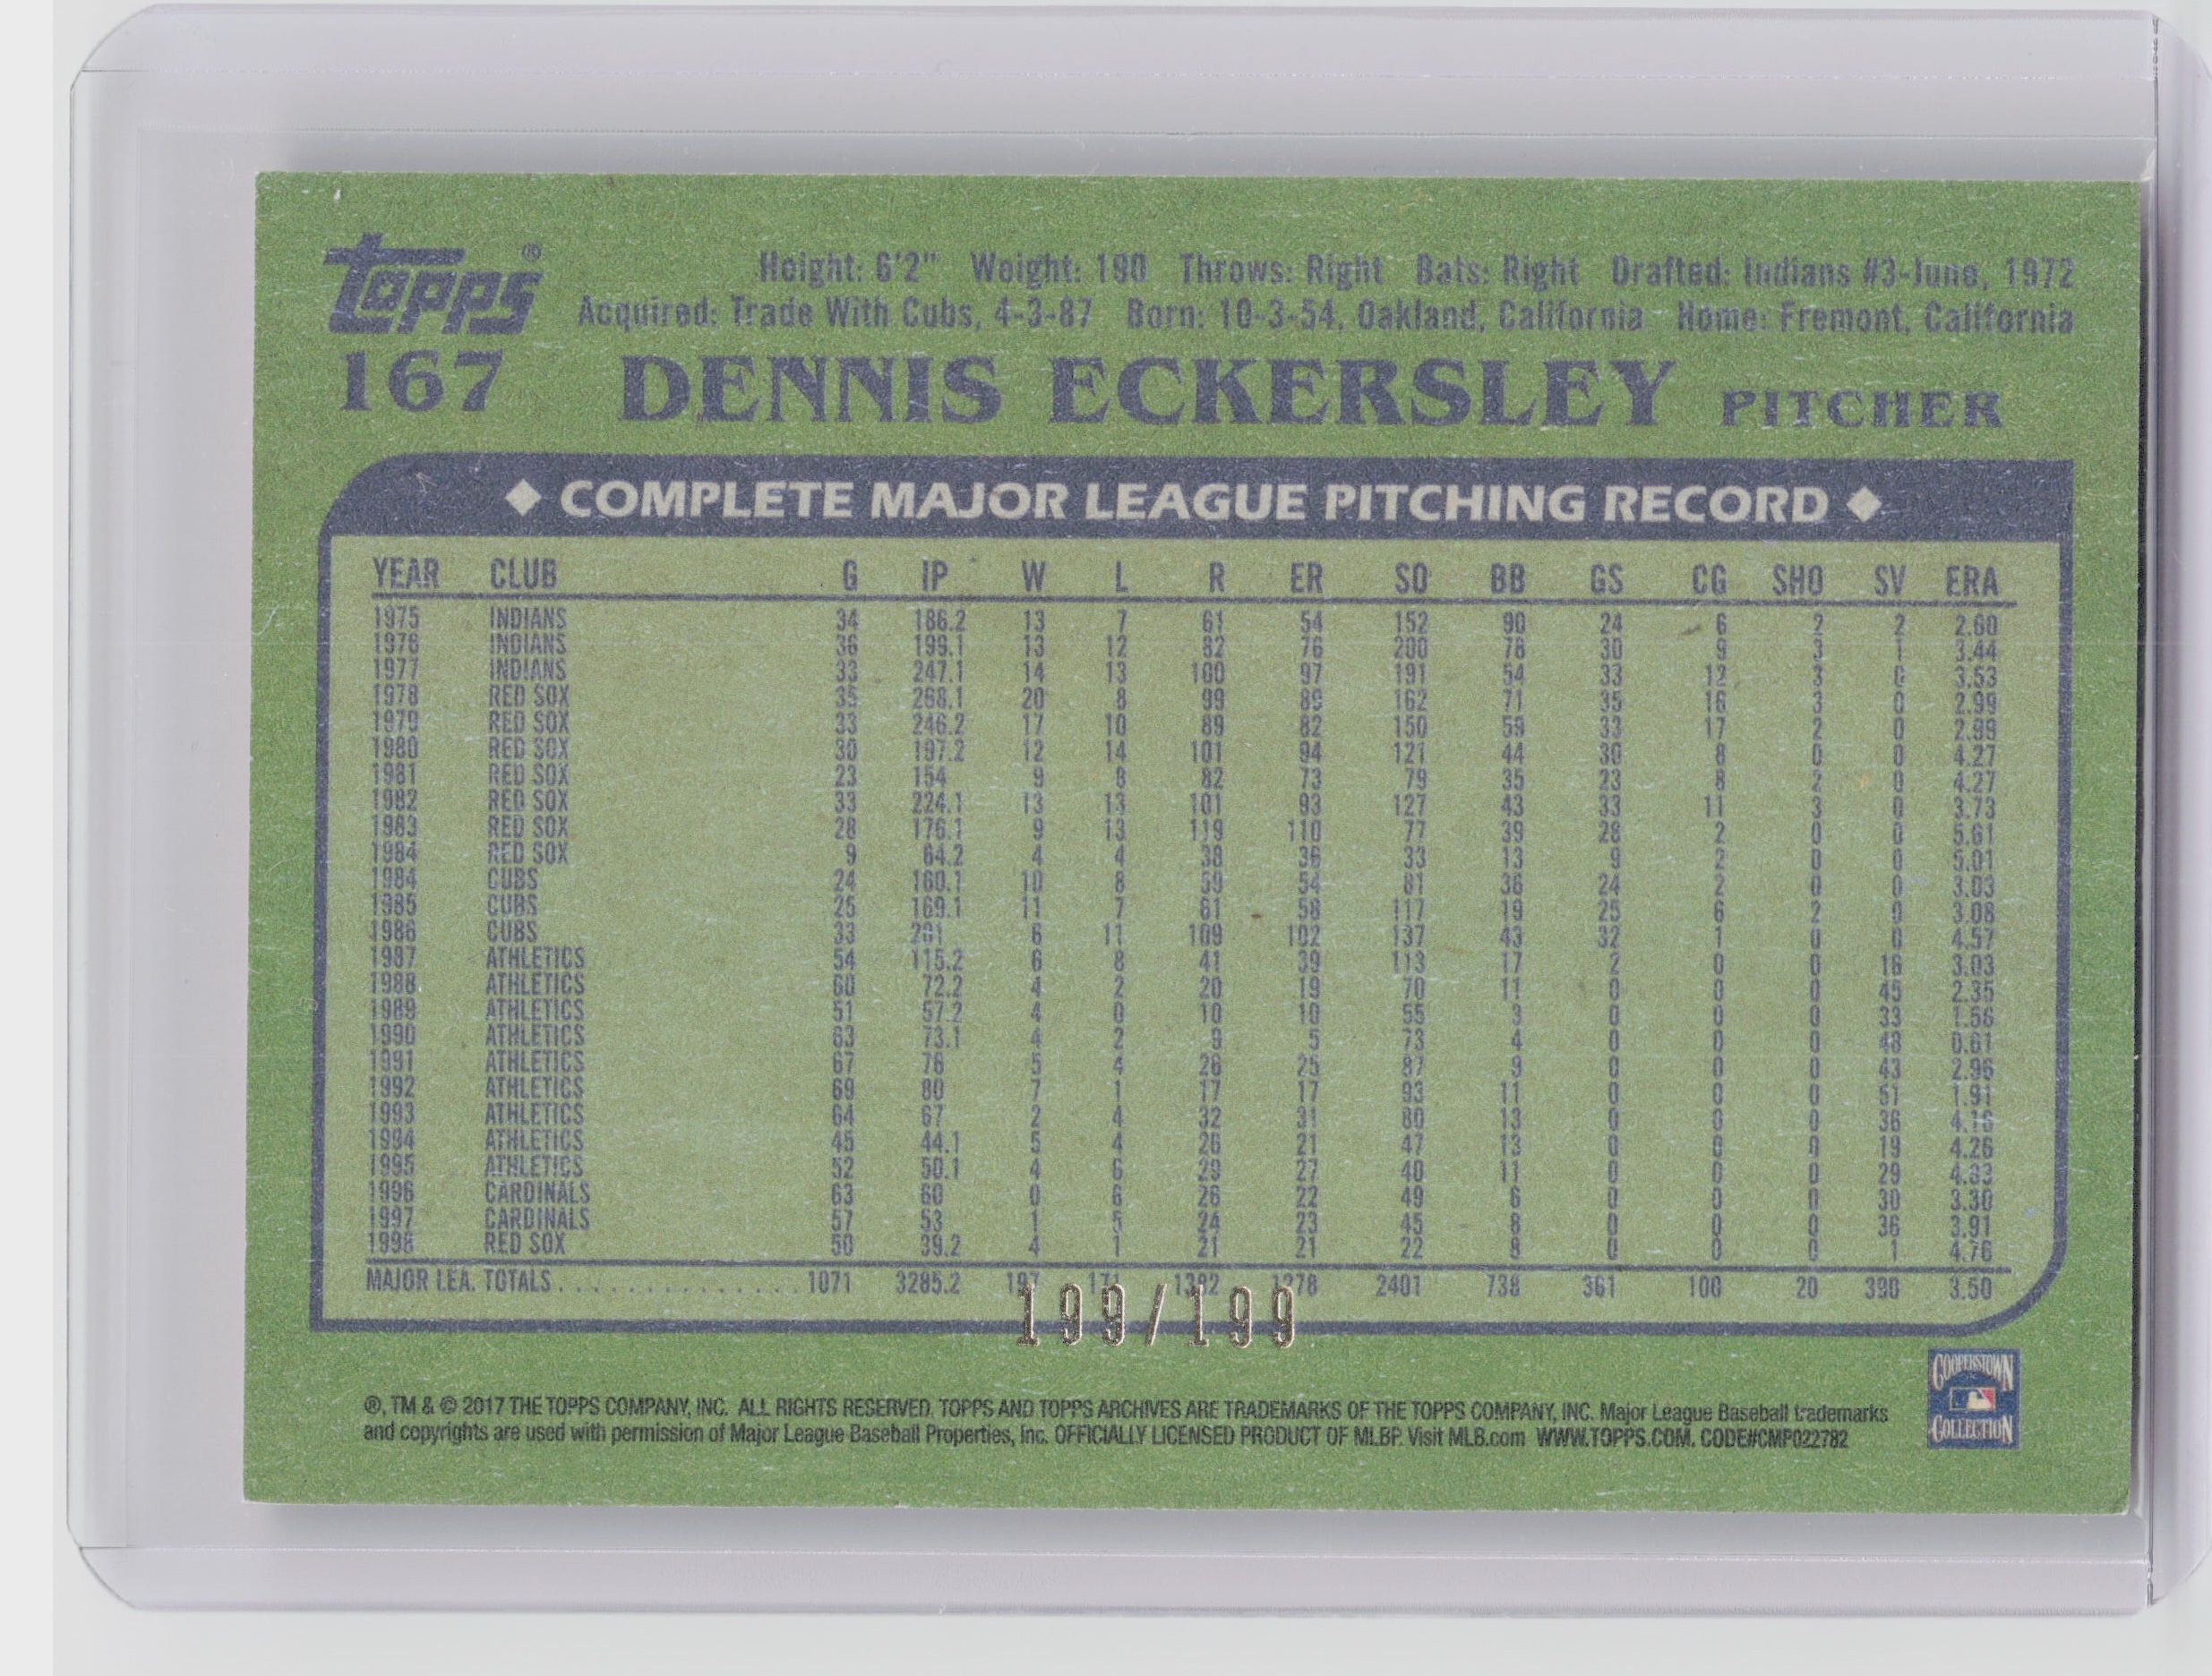 Topps®
Height: 6'2" Weight: 190 Throws: Right Bats: Right Drafted: Indians #3-June, 1972
Acquired: Trade With Cubs, 4-3-87 Born: 10-3-54, Oakland, California Home: Fremont, California
167 DENNIS ECKERSLEY PITCHER
◆ COMPLETE MAJOR LEAGUE PITCHING RECORD ◆
YEAR CLUB G IP W L R ER SO BB GS CG SHO SV ERA
1975 INDIANS 34 186.2 13 7 61 54 152 90 24 6 2 2 2.60
1976 INDIANS 36 199.1 13 12 82 76 200 78 30 9 3 1 3.44
1977 INDIANS 33 247.1 14 13 100 97 191 54 33 12 3 0 3.53
1978 RED SOX 35 268.1 20 8 99 89 162 71 35 16 3 0 2.99
1979 RED SOX 33 246.2 17 10 89 82 150 59 33 17 2 0 2.99
1980 RED SOX 30 197.2 12 14 101 94 121 44 30 8 0 0 4.27
1981 RED SOX 23 154 9 8 82 73 79 35 23 8 2 0 4.27
1982 RED SOX 33 224.1 13 13 101 93 127 43 33 11 3 0 3.73
1983 RED SOX 28 176.1 9 13 119 110 77 39 28 2 0 0 5.61
1984 RED SOX 9 64.2 4 4 38 36 33 13 9 2 0 0 5.01
1984 CUBS 24 160.1 10 8 59 54 81 36 24 2 0 0 3.03
1985 CUBS 25 169.1 11 7 61 58 117 19 25 6 2 0 3.08
1986 CUBS 33 201 6 11 109 102 137 43 32 1 0 0 4.57
1987 ATHLETICS 54 115.2 6 8 41 39 113 17 2 0 0 16 3.03
1988 ATHLETICS 60 72.2 4 2 20 19 70 11 0 0 0 45 2.35
1989 ATHLETICS 51 57.2 4 0 10 10 55 3 0 0 0 33 1.56
1990 ATHLETICS 63 73.1 4 2 9 5 73 4 0 0 0 48 0.61
1991 ATHLETICS 67 76 5 4 26 25 87 9 0 0 0 43 2.96
1992 ATHLETICS 69 80 7 1 17 17 93 11 0 0 0 51 1.91
1993 ATHLETICS 64 67 2 4 32 31 80 13 0 0 0 36 4.16
1994 ATHLETICS 45 44.1 5 4 26 21 47 13 0 0 0 19 4.26
1995 ATHLETICS 52 50.1 4 6 29 27 40 11 0 0 0 29 4.83
1996 CARDINALS 63 60 0 6 26 22 49 6 0 0 0 30 3.30
1997 CARDINALS 57 53 1 5 24 23 45 8 0 0 0 36 3.91
1998 RED SOX 50 39.2 4 1 21 21 22 8 0 0 0 1 4.76
MAJOR LEA. TOTALS.............. 1071 3285.2 197 171 1382 1278 2401 738 361 100 20 390 3.50
199/199
®, TM & © 2017 THE TOPPS COMPANY, INC. ALL RIGHTS RESERVED. TOPPS AND TOPPS ARCHIVES ARE TRADEMARKS OF THE TOPPS COMPANY, INC. Major League Baseball trademarks
and copyrights are used with permission of Major League Baseball Properties, Inc. OFFICIALLY LICENSED PRODUCT OF MLBP. Visit MLB.com WWW.TOPPS.COM. CODE#CMP022782
COOPERSTOWN
COLLECTION